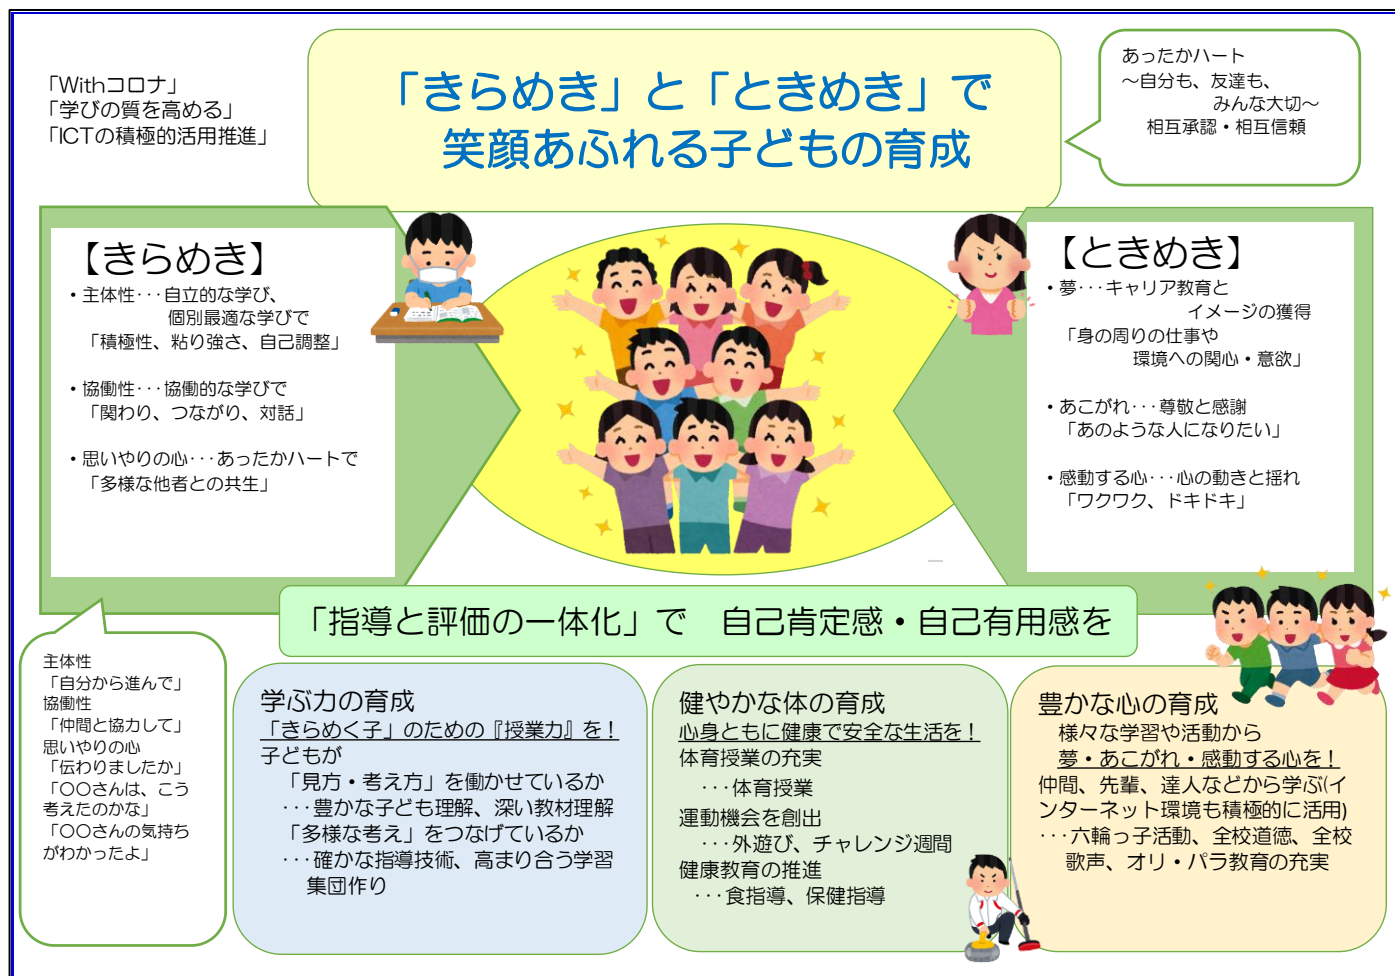 「Withコロナ」
「学びの質を高める」
「ICTの積極的活用推進」
「きらめき」と「ときめき」で
笑顔あふれる子どもの育成
あったかハート
～自分も、友達も、
みんな大切～
相互承認・相互信頼
【きらめき】
・主体性･･･自立的な学び、
個別最適な学びで
「積極性、粘り強さ、自己調整」
・協働性･･･協働的な学びで
「関わり、つながり、対話」
・思いやりの心･･･あったかハートで
「多様な他者との共生」
【ときめき】
・夢･･･キャリア教育と
イメージの獲得
「身の周りの仕事や
環境への関心・意欲」
・あこがれ･･･尊敬と感謝
「あのような人になりたい」
・感動する心･･･心の動きと揺れ
「ワクワク、ドキドキ」
「指導と評価の一体化」で　自己肯定感・自己有用感を
主体性
「自分から進んで」
協働性
「仲間と協力して」
思いやりの心
「伝わりましたか」
「〇〇さんは、こう
考えたのかな」
「〇〇さんの気持ち
がわかったよ」
学ぶ力の育成
「きらめく子」のための『授業力』を！
子どもが
「見方・考え方」を働かせているか
･･･豊かな子ども理解、深い教材理解
「多様な考え」をつなげているか
･･･確かな指導技術、高まり合う学習
集団作り
健やかな体の育成
心身ともに健康で安全な生活を！
体育授業の充実
･･･体育授業
運動機会を創出
･･･外遊び、チャレンジ週間
健康教育の推進
･･･食指導、保健指導
豊かな心の育成
様々な学習や活動から
夢・あこがれ・感動する心を！
仲間、先輩、達人などから学ぶ(イ
ンターネット環境も積極的に活用)
･･･六輪っ子活動、全校道徳、全校
歌声、オリ・パラ教育の充実